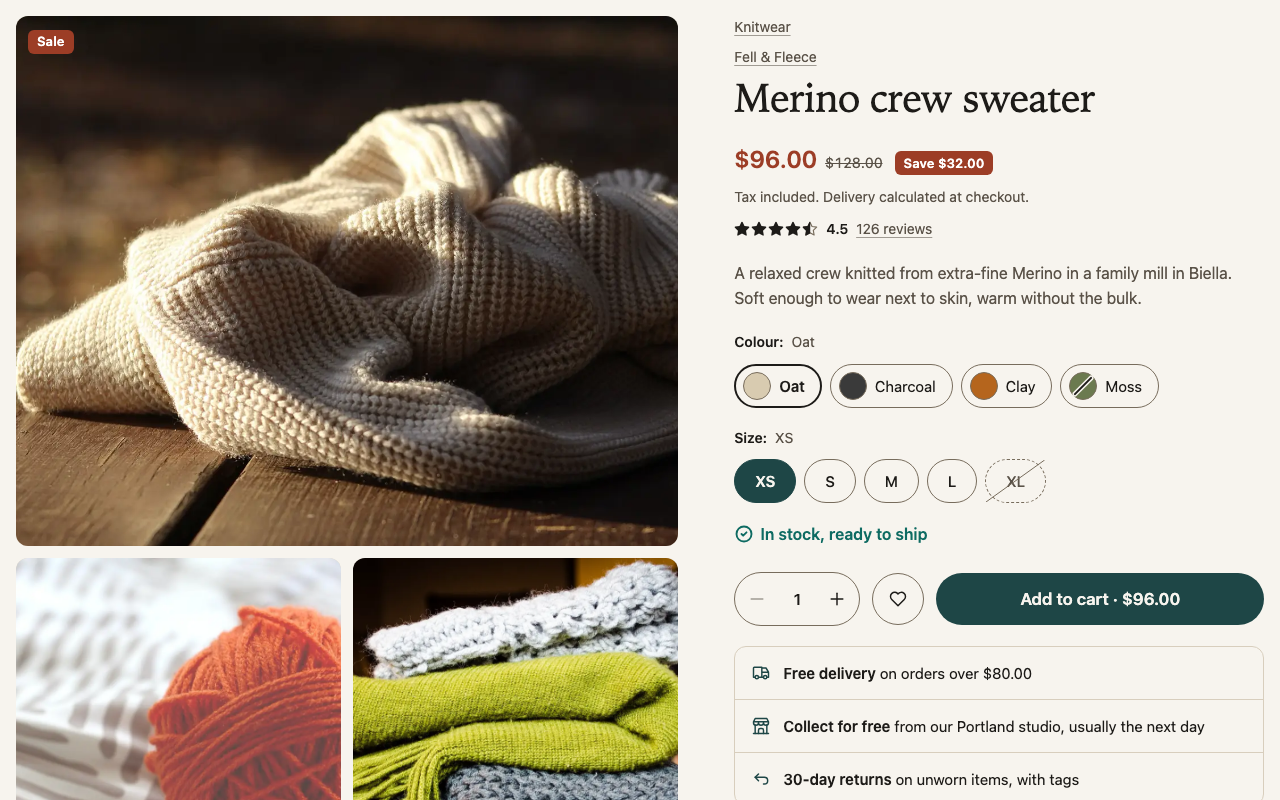 Sale
Knitwear
Fell & Fleece
Merino crew sweater
$96.00 $128.00 Save $32.00
Tax included. Delivery calculated at checkout.
4.5 126 reviews
A relaxed crew knitted from extra-fine Merino in a family mill in Biella.
Soft enough to wear next to skin, warm without the bulk.
Colour: Oat
Oat Charcoal Clay Moss
Size: XS
XS S M L XL
In stock, ready to ship
1 Add to cart · $96.00
Free delivery on orders over $80.00
Collect for free from our Portland studio, usually the next day
30-day returns on unworn items, with tags